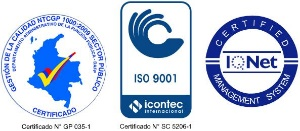 GESTIÓN DE LA CALIDAD NTCGP 1000:2009 SECTOR PÚBLICO
CERTIFICADO
Certificado N° GP 035-1
ISO 9001
icontec
internacional
Certificado N° SC 5206-1
CERTIFIED
IQNet
MANAGEMENT SYSTEM